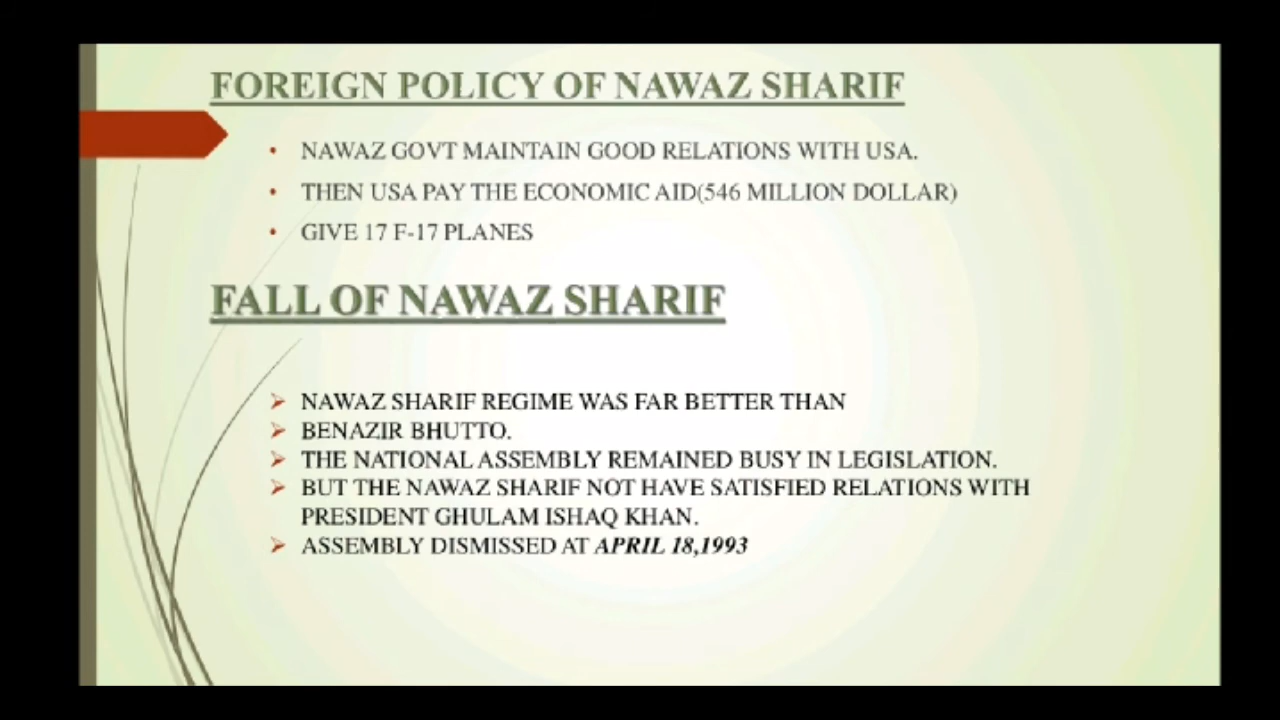 FOREIGN POLICY OF NAWAZ SHARIF
• NAWAZ GOVT MAINTAIN GOOD RELATIONS WITH USA.
• THEN USA PAY THE ECONOMIC AID(546 MILLION DOLLAR)
• GIVE 17 F-17 PLANES
FALL OF NAWAZ SHARIF
➢ NAWAZ SHARIF REGIME WAS FAR BETTER THAN
➢ BENAZIR BHUTTO.
➢ THE NATIONAL ASSEMBLY REMAINED BUSY IN LEGISLATION.
➢ BUT THE NAWAZ SHARIF NOT HAVE SATISFIED RELATIONS WITH
PRESIDENT GHULAM ISHAQ KHAN.
➢ ASSEMBLY DISMISSED AT APRIL 18,1993